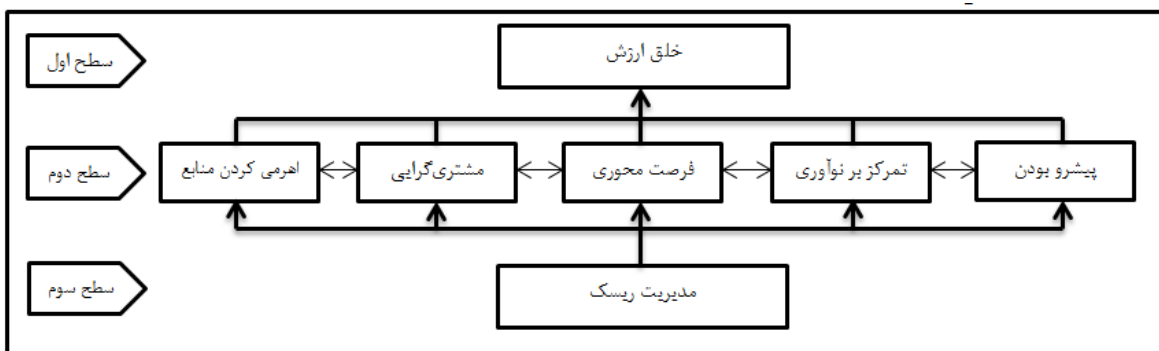 سطح اول
خلق ارزش
سطح دوم
پیشرو بودن
تمرکز بر نوآوری
فرصت محوری
مشتری‌گرایی
اهرمی کردن منابع
سطح سوم
مدیریت ریسک